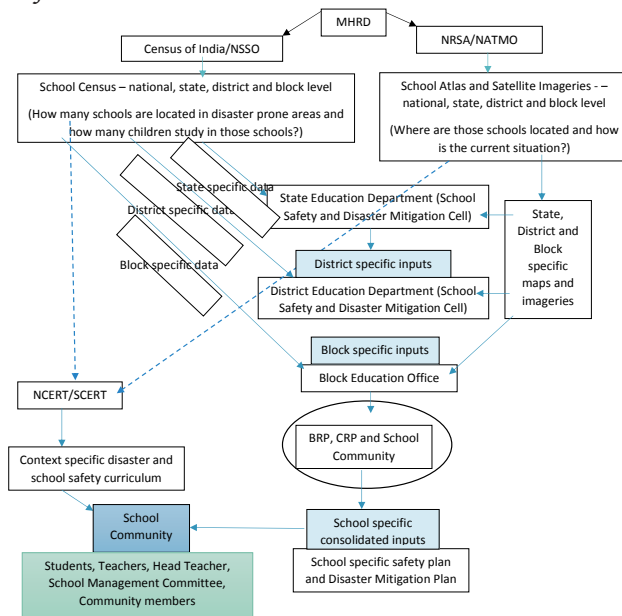 MHRD
Census of India/NSSO
NRSA/NATMO
School Census – national, state, district and block level
(How many schools are located in disaster prone areas and
how many children study in those schools?)
School Atlas and Satellite Imageries - –
national, state, district and block level
(Where are those schools located and how
is the current situation?)
State specific data
District specific data
Block specific data
State Education Department (School
Safety and Disaster Mitigation Cell)
State,
District and
Block
specific
maps and
imageries
District specific inputs
District Education Department (School
Safety and Disaster Mitigation Cell)
Block specific inputs
Block Education Office
NCERT/SCERT
BRP, CRP and School
Community
Context specific disaster and
school safety curriculum
School
Community
School specific
consolidated inputs
Students, Teachers, Head Teacher,
School Management Committee,
Community members
School specific safety plan
and Disaster Mitigation Plan